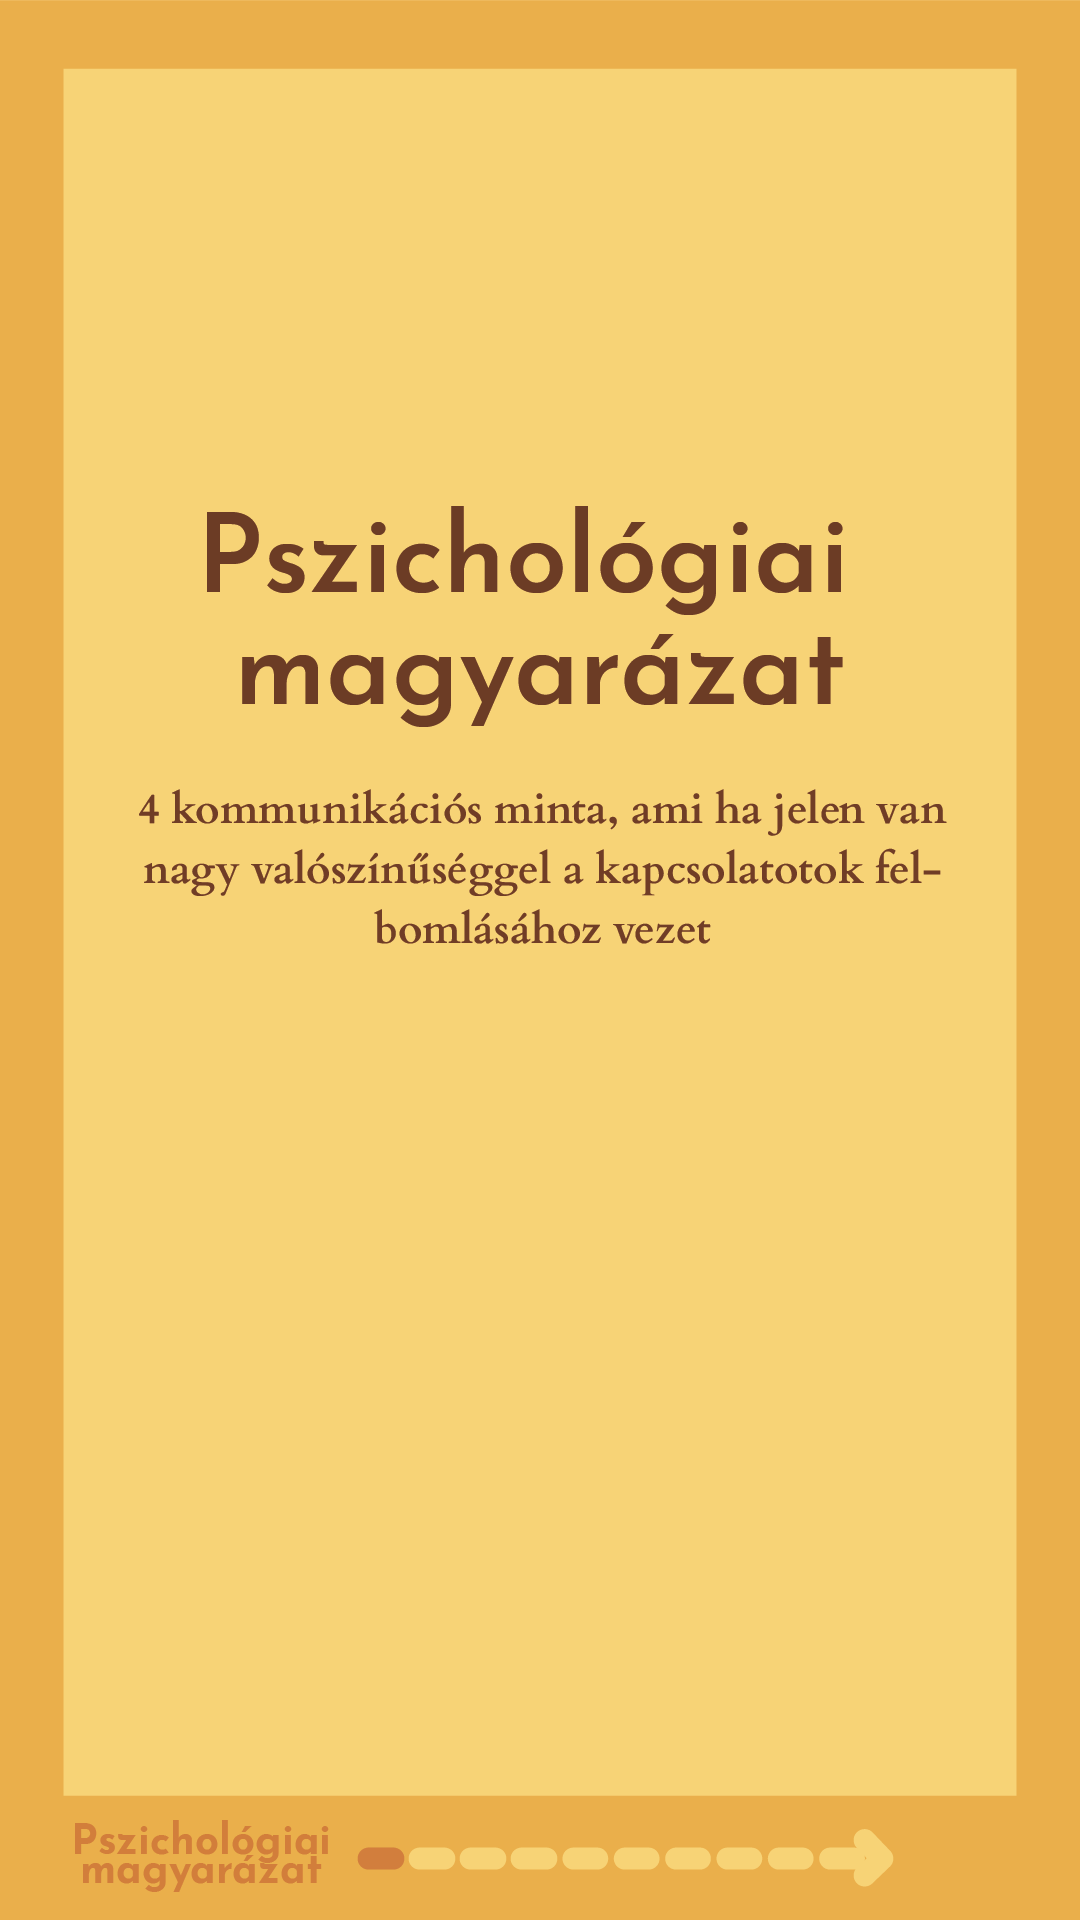 Pszichológiai
magyarázat
4 kommunikációs minta, ami ha jelen van
nagy valószínűséggel a kapcsolatotok fel-
bomlásához vezet
Pszichológiai
magyarázat